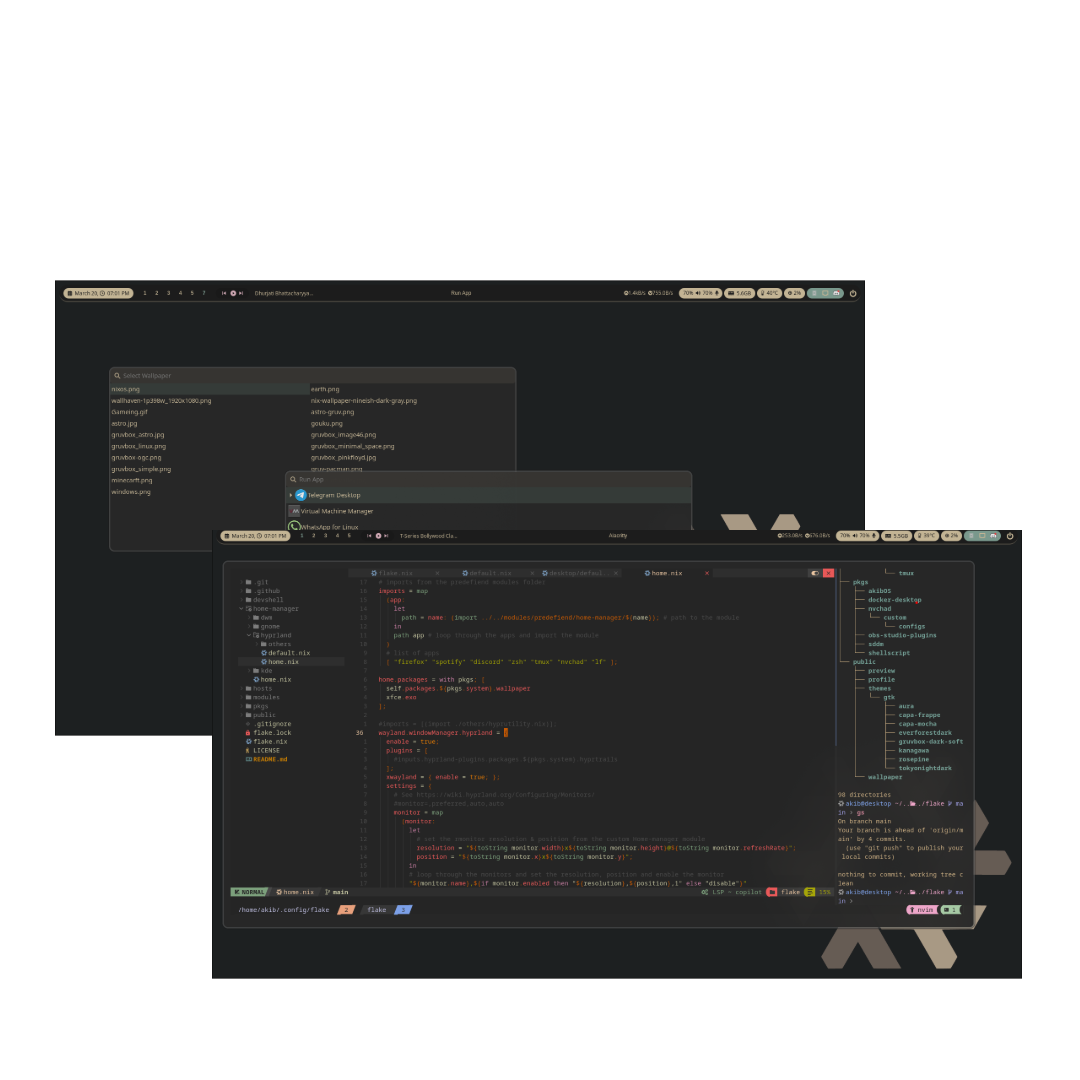 March 20, 07:01 PM 1 2 3 4 5 7 Dhurjati Bhattacharyya... Run App 1.4kB/s 755.0B/s 70% 70% 5.6GB 40°C 2%
Select Wallpaper
nixos.png earth.png
wallhaven-1p398w_1920x1080.png nix-wallpaper-nineish-dark-gray.png
Gameing.gif astro-gruv.png
astro.jpg gouku.png
gruvbox_astro.jpg gruvbox_image46.png
gruvbox_linux.png gruvbox_minimal_space.png
gruvbox-ogc.png gruvbox_pinkfloyd.jpg
gruvbox_simple.png gruv-pacman.png
minecarft.png
windows.png
Run App
Telegram Desktop
Virtual Machine Manager
WhatsApp for Linux
March 20, 07:01 PM 1 2 3 4 5 T-Series Bollywood Cla... Alacritty 253.0B/s 676.0B/s 70% 70% 5.5GB 39°C 2%
flake.nix default.nix desktop/defaul.. home.nix
.git
.github
devshell
home-manager
dwm
gnome
hyprland
others
default.nix
home.nix
kde
home.nix
hosts
modules
pkgs
public
.gitignore
flake.lock
flake.nix
LICENSE
README.md
# imports from the predefiend modules folder
imports = map
(app:
let
path = name: (import ../../modules/predefiend/home-manager/${name}); # path to the module
in
path app # loop through the apps and import the module
)
# list of apps
[ "firefox" "spotify" "discord" "zsh" "tmux" "nvchad" "lf" ];
home.packages = with pkgs; [
self.packages.${pkgs.system}.wallpaper
xfce.exo
];
#imports = [(import ./others/hyprutility.nix)];
36 wayland.windowManager.hyprland = {
enable = true;
plugins = [
#inputs.hyprland-plugins.packages.${pkgs.system}.hyprtrails
];
xwayland = { enable = true; };
settings = {
# See https://wiki.hyprland.org/Configuring/Monitors/
#monitor=,preferred,auto,auto
monitor = map
(monitor:
let
# set the monitor resolution & position from the custom Home-manager module
resolution = "${toString monitor.width}x${toString monitor.height}@${toString monitor.refreshRate}";
position = "${toString monitor.x}x${toString monitor.y}";
in
# loop through the monitors and set the resolution, position and enable the monitor
"${monitor.name},${if monitor.enabled then "${resolution},${position},1" else "disable"}"
NORMAL home.nix main LSP ~ copilot flake 15%
tmux
pkgs
akibOS
docker-desktop
nvchad
custom
configs
obs-studio-plugins
sddm
shellscript
public
preview
profile
themes
gtk
aura
capa-frappe
capa-mocha
everforestdark
gruvbox-dark-soft
kanagawa
rosepine
tokyonightdark
wallpaper
98 directories
akib@desktop ~/.. ./flake ma
in > gs
On branch main
Your branch is ahead of 'origin/m
ain' by 4 commits.
(use "git push" to publish your
local commits)
nothing to commit, working tree c
lean
akib@desktop ~/.. ./flake ma
in >
/home/akib/.config/flake 2 flake 3 nvim 1